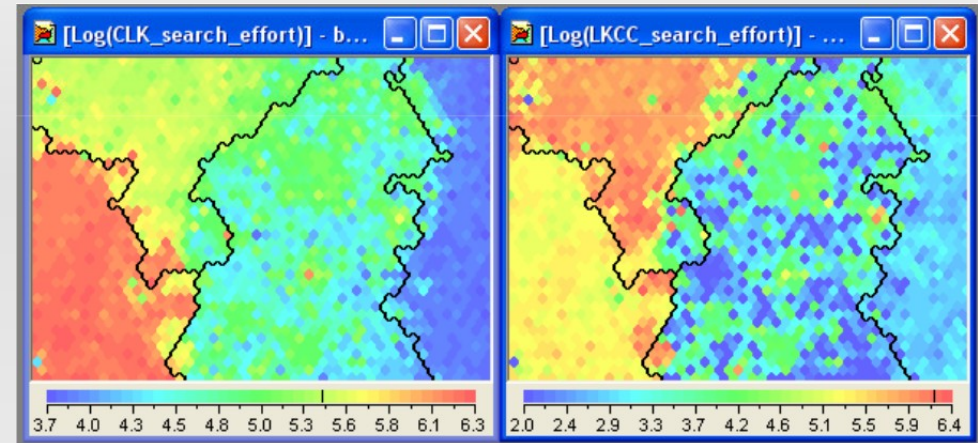 [Log(CLK_search_effort)] - b...
[Log(LKCC_search_effort)] - ...
3.7 4.0 4.3 4.5 4.8 5.0 5.3 5.5 5.8 6.1 6.3
2.0 2.4 2.9 3.3 3.7 4.2 4.6 5.1 5.5 5.9 6.4